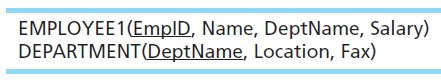 EMPLOYEE1(EmpID, Name, DeptName, Salary)
DEPARTMENT(DeptName, Location, Fax)